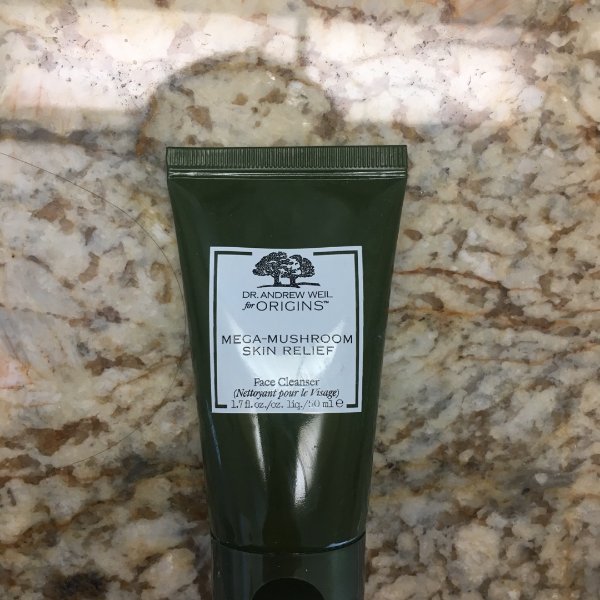 DR. ANDREW WEIL
for ORIGINS™
MEGA-MUSHROOM
SKIN RELIEF
Face Cleanser
(Nettoyant pour le Visage)
1.7 fl. oz./oz. liq./50 ml ℮